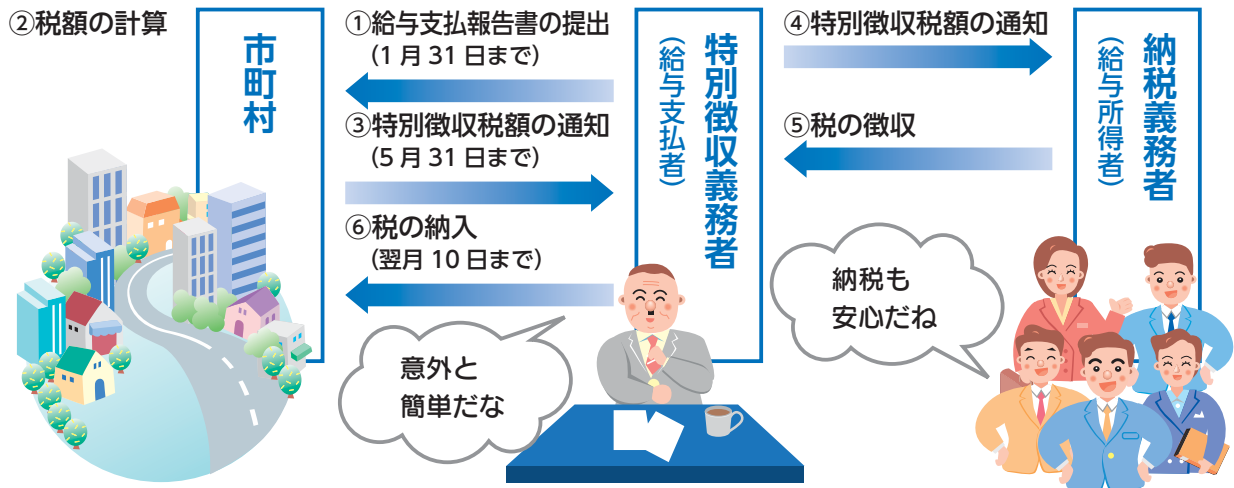 ②税額の計算
市町村
①給与支払報告書の提出
(1月31日まで)
③特別徴収税額の通知
(5月31日まで)
⑥税の納入
(翌月10日まで)
特別徴収義務者
(給与支払者)
④特別徴収税額の通知
⑤税の徴収
納税義務者
(給与所得者)
意外と
簡単だな
納税も
安心だね